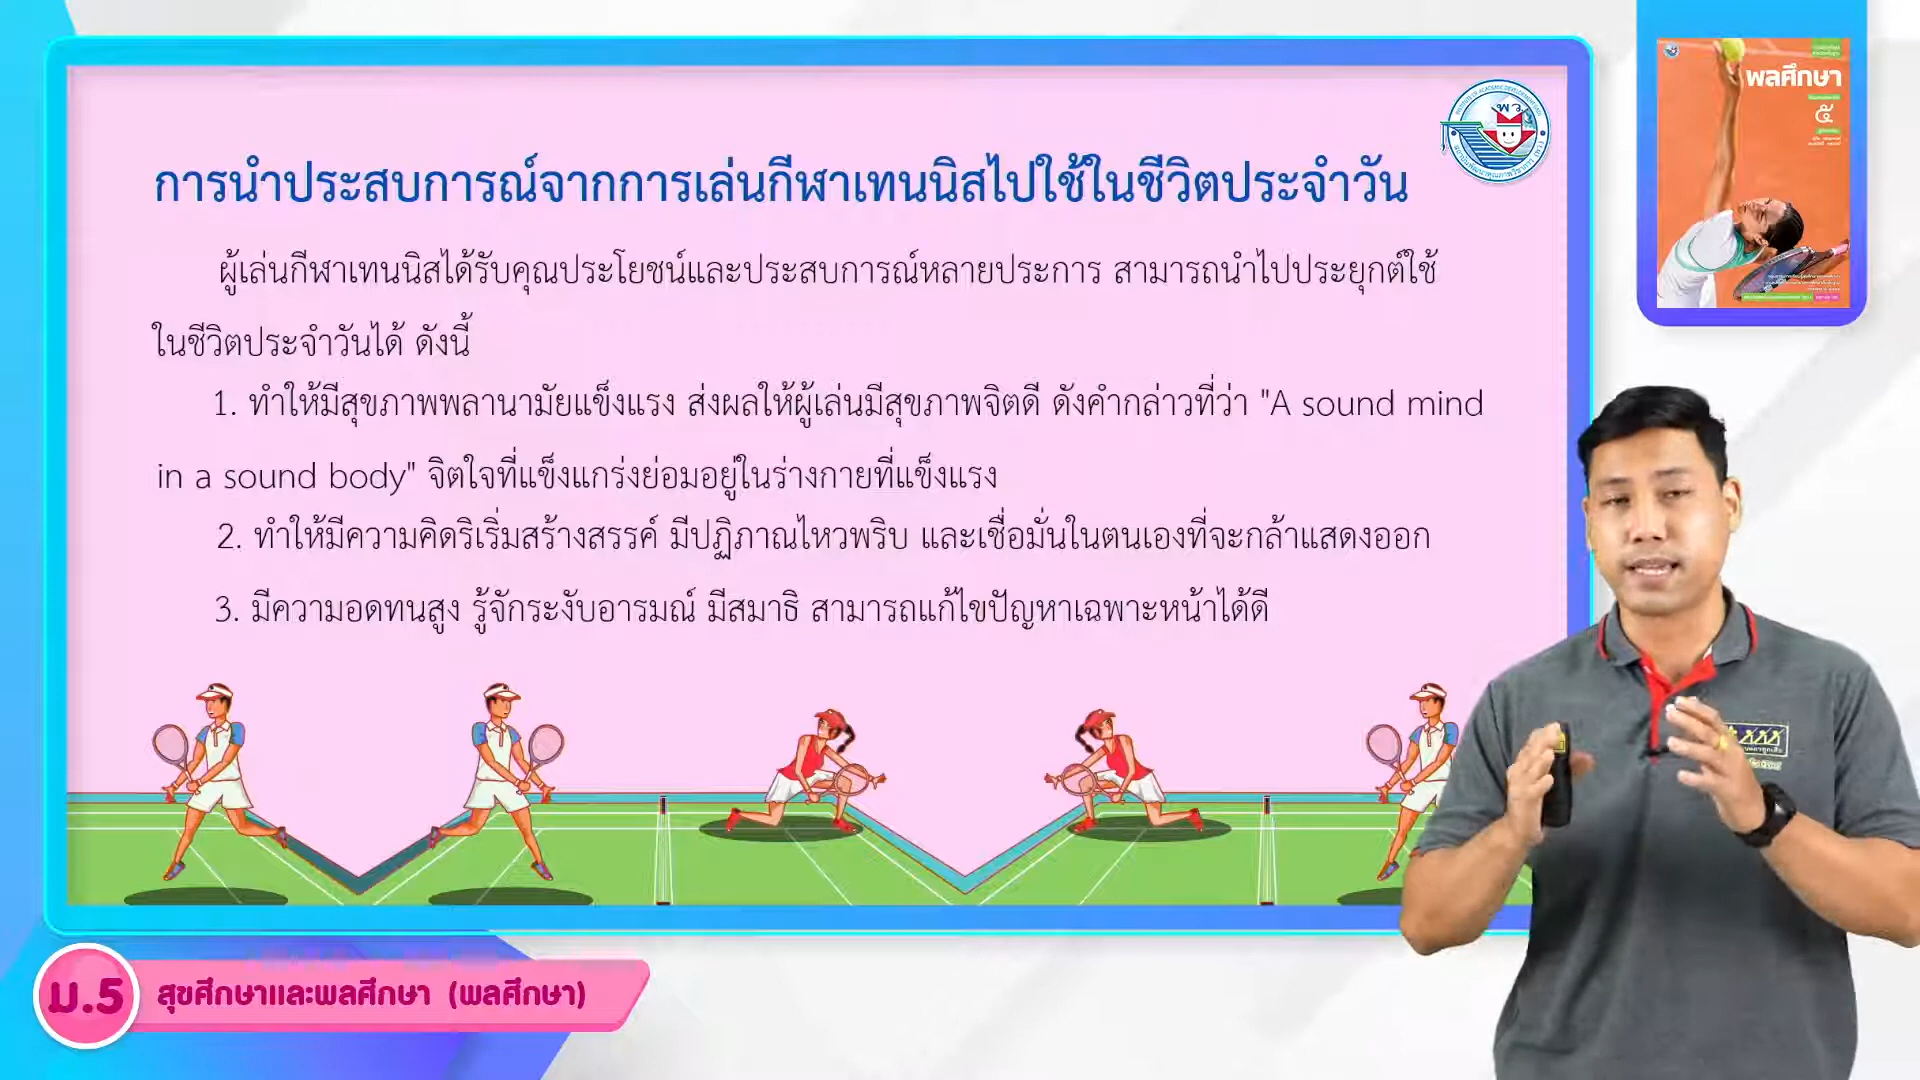 การนำประสบการณ์จากการเล่นกีฬาเทนนิสไปใช้ในชีวิตประจำวัน
ผู้เล่นกีฬาเทนนิสได้รับคุณประโยชน์และประสบการณ์หลายประการ สามารถนำไปประยุกต์ใช้
ในชีวิตประจำวันได้ ดังนี้
1. ทำให้มีสุขภาพพลานามัยแข็งแรง ส่งผลให้ผู้เล่นมีสุขภาพจิตดี ดังคำกล่าวที่ว่า "A sound mind
in a sound body" จิตใจที่แข็งแกร่งย่อมอยู่ในร่างกายที่แข็งแรง
2. ทำให้มีความคิดริเริ่มสร้างสรรค์ มีปฏิภาณไหวพริบ และเชื่อมั่นในตนเองที่จะกล้าแสดงออก
3. มีความอดทนสูง รู้จักระงับอารมณ์ มีสมาธิ สามารถแก้ไขปัญหาเฉพาะหน้าได้ดี
พว.
พลศึกษา
๕
ม.5 สุขศึกษาและพลศึกษา (พลศึกษา)